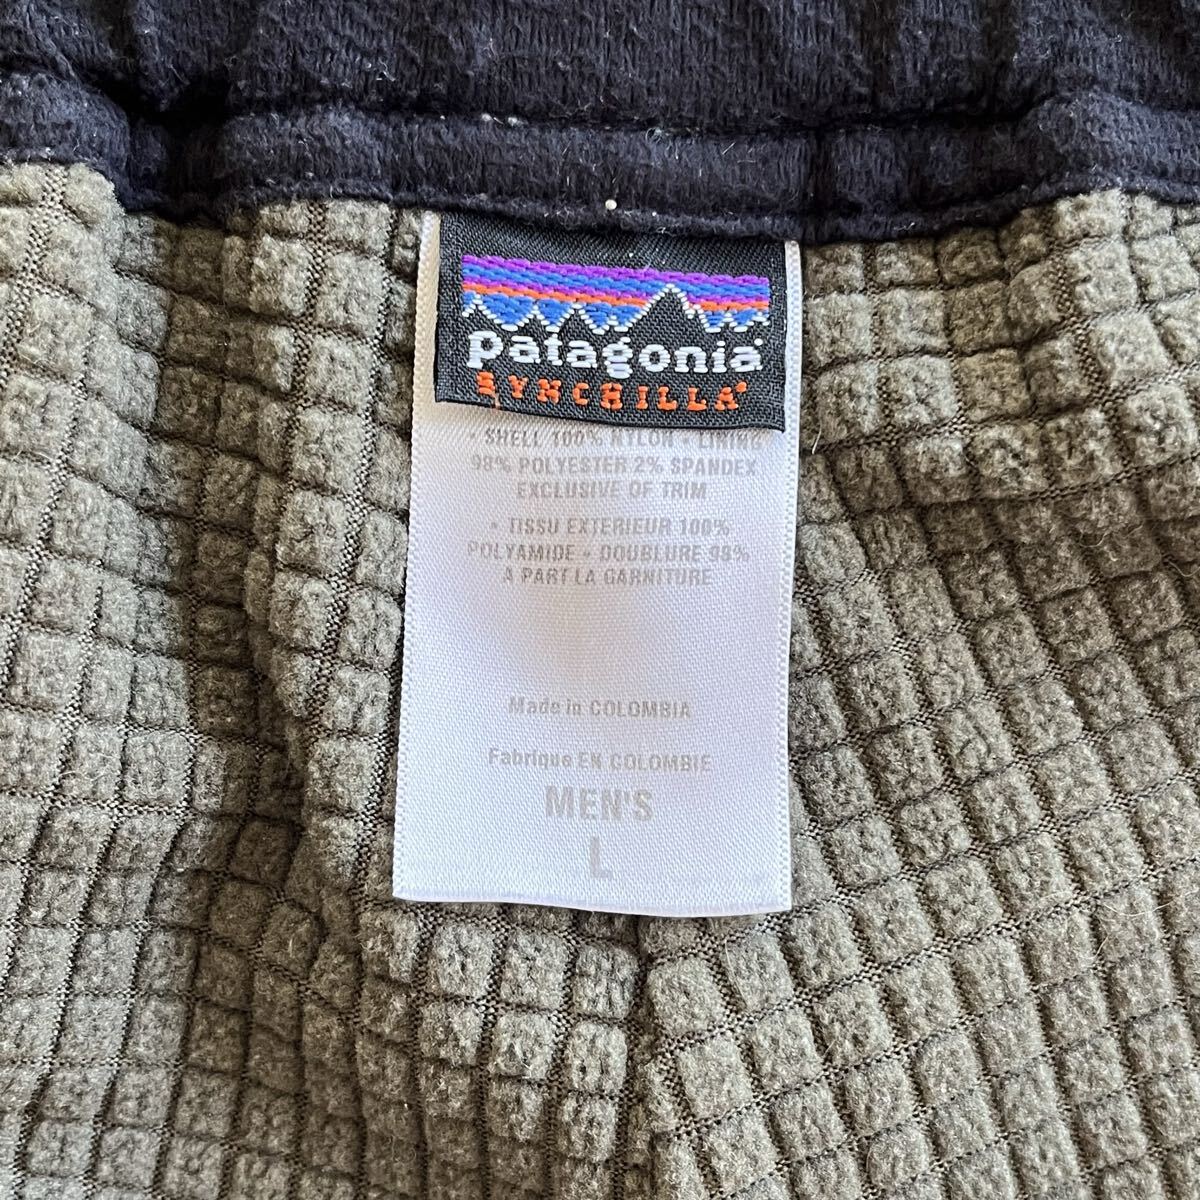 patagonia
SYNCHILLA
• SHELL 100% NYLON • LINING
98% POLYESTER 2% SPANDEX
EXCLUSIVE OF TRIM
• TISSU EXTERIEUR 100%
POLYAMIDE • DOUBLURE 98%
A PART LA GARNITURE
Made in COLOMBIA
Fabrique EN COLOMBIE
MEN'S
L